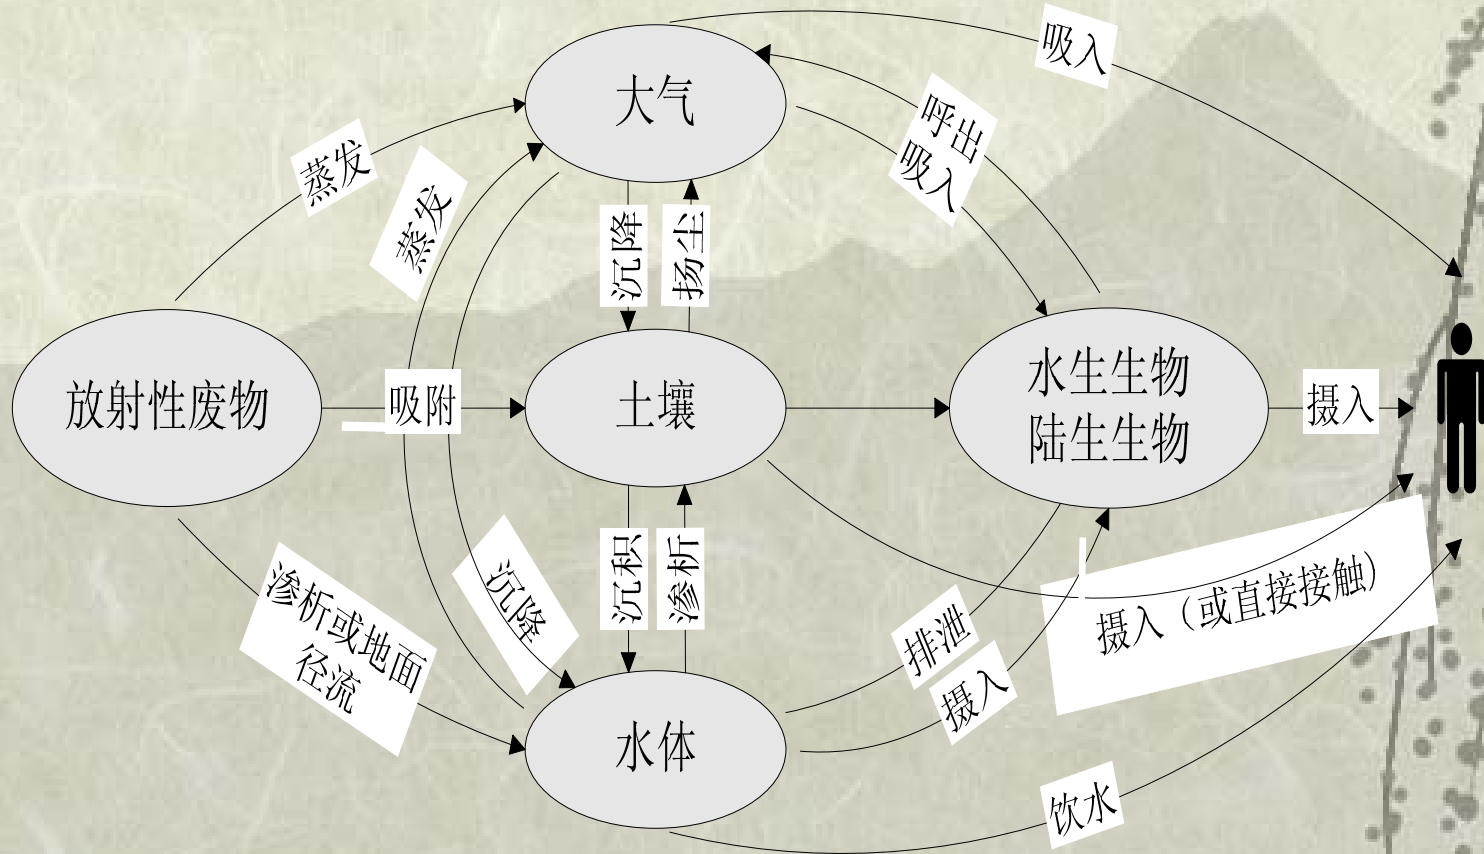 吸入
大气
呼出
吸入
蒸发
蒸发
沉降
扬尘
放射性废物
吸附
土壤
水生生物
陆生生物
摄入
渗析或地面
径流
沉降
沉积
渗析
排泄
摄入
摄入（或直接接触）
水体
饮水